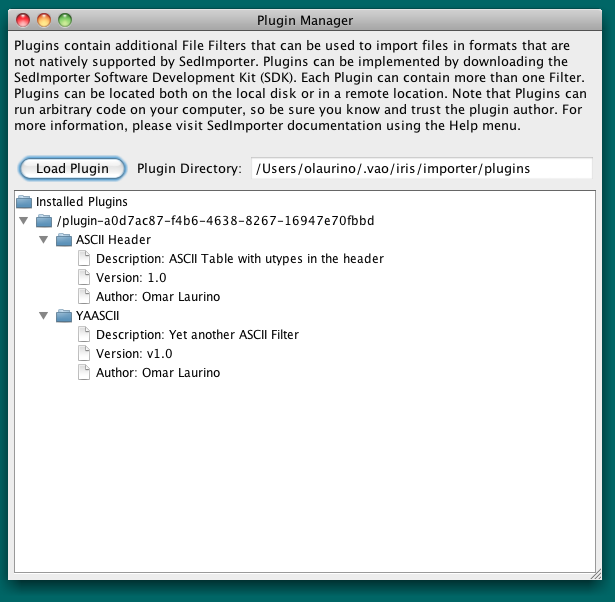 Plugin Manager
Plugins contain additional File Filters that can be used to import files in formats that are
not natively supported by SedImporter. Plugins can be implemented by downloading the
SedImporter Software Development Kit (SDK). Each Plugin can contain more than one Filter.
Plugins can be located both on the local disk or in a remote location. Note that Plugins can
run arbitrary code on your computer, so be sure you know and trust the plugin author. For
more information, please visit SedImporter documentation using the Help menu.
Load Plugin Plugin Directory: /Users/olaurino/.vao/iris/importer/plugins
Installed Plugins
/plugin-a0d7ac87-f4b6-4638-8267-16947e70fbbd
ASCII Header
Description: ASCII Table with utypes in the header
Version: 1.0
Author: Omar Laurino
YAASCII
Description: Yet another ASCII Filter
Version: v1.0
Author: Omar Laurino